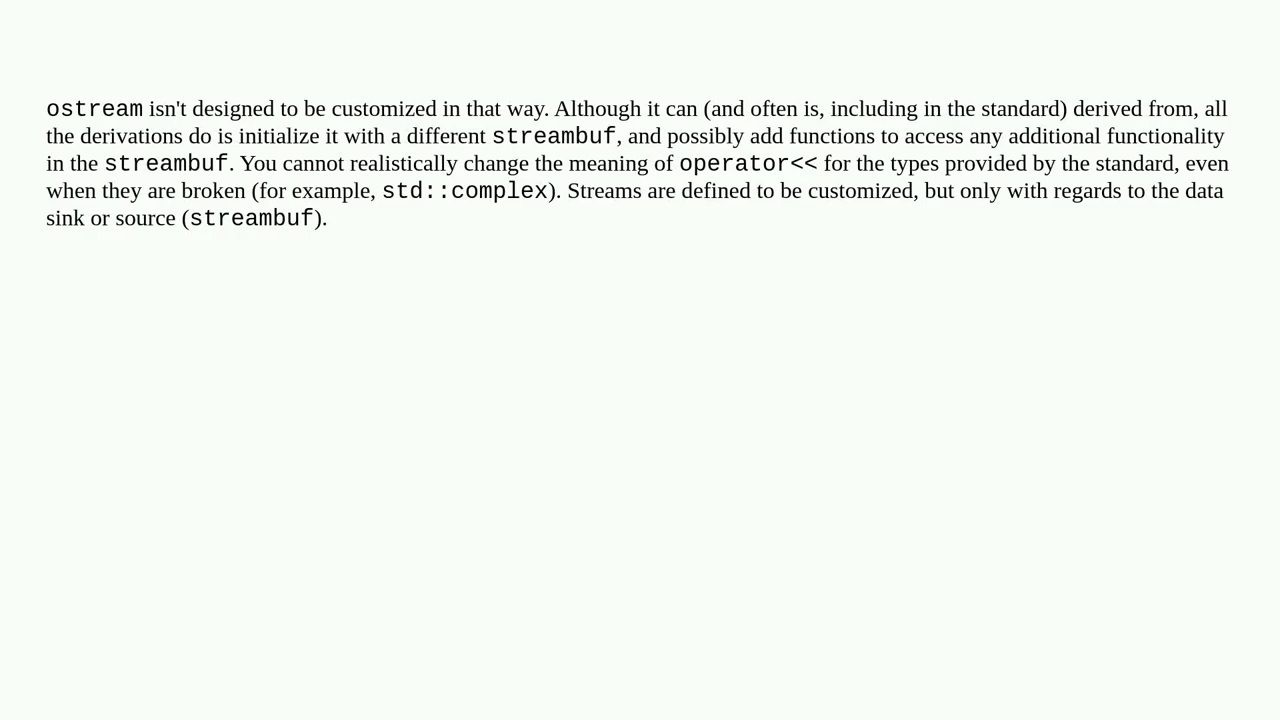 ostream isn't designed to be customized in that way. Although it can (and often is, including in the standard) derived from, all
the derivations do is initialize it with a different streambuf, and possibly add functions to access any additional functionality
in the streambuf. You cannot realistically change the meaning of operator<< for the types provided by the standard, even
when they are broken (for example, std::complex). Streams are defined to be customized, but only with regards to the data
sink or source (streambuf).